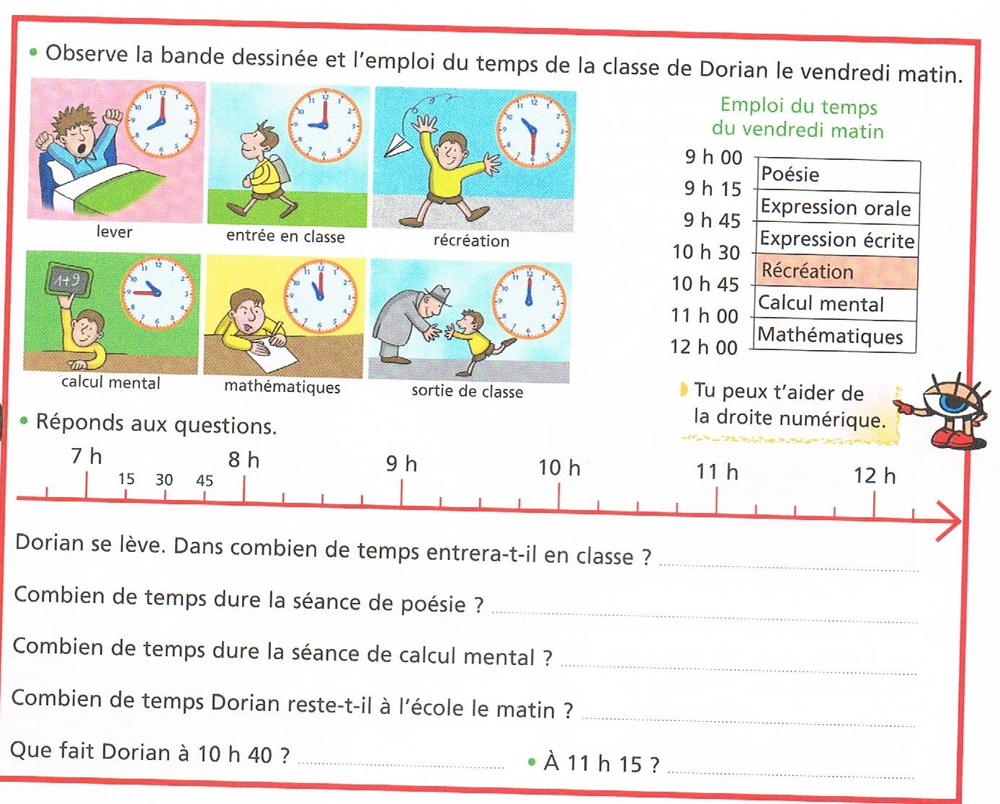 • Observe la bande dessinée et l'emploi du temps de la classe de Dorian le vendredi matin.
lever
entrée en classe
récréation
1+9
calcul mental
mathématiques
sortie de classe
Emploi du temps
du vendredi matin
9 h 00
Poésie
9 h 15
Expression orale
9 h 45
Expression écrite
10 h 30
Récréation
10 h 45
Calcul mental
11 h 00
Mathématiques
12 h 00
Tu peux t'aider de
la droite numérique.
• Réponds aux questions.
7 h 8 h 9 h 10 h 11 h 12 h
15 30 45
Dorian se lève. Dans combien de temps entrera-t-il en classe ?
Combien de temps dure la séance de poésie ?
Combien de temps dure la séance de calcul mental ?
Combien de temps Dorian reste-t-il à l'école le matin ?
Que fait Dorian à 10 h 40 ? • À 11 h 15 ?